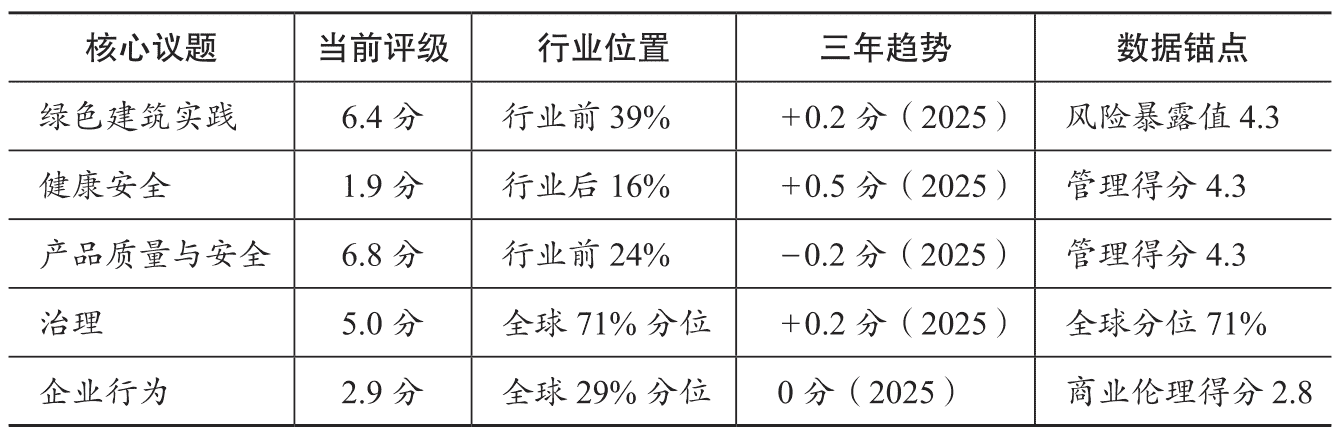 核心议题 当前评级 行业位置 三年趋势 数据锚点
绿色建筑实践 6.4 分 行业前 39% +0.2 分（2025） 风险暴露值 4.3
健康安全 1.9 分 行业后 16% +0.5 分（2025） 管理得分 4.3
产品质量与安全 6.8 分 行业前 24% −0.2 分（2025） 管理得分 4.3
治理 5.0 分 全球 71% 分位 +0.2 分（2025） 全球分位 71%
企业行为 2.9 分 全球 29% 分位 0 分（2025） 商业伦理得分 2.8